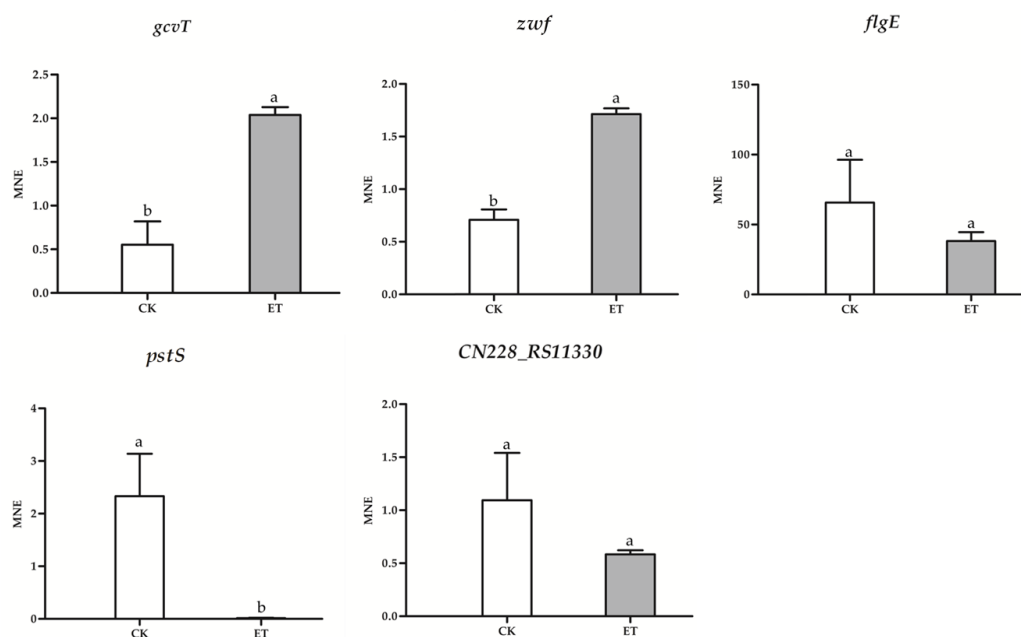 gcvT
MNE
2.5
2.0
1.5
1.0
0.5
0.0
b
a
CK
ET
zwf
MNE
2.0
1.5
1.0
0.5
0.0
b
a
CK
ET
flgE
MNE
150
100
50
0
a
a
CK
ET
pstS
MNE
4
3
2
1
0
a
b
CK
ET
CN228_RS11330
MNE
2.0
1.5
1.0
0.5
0.0
a
a
CK
ET